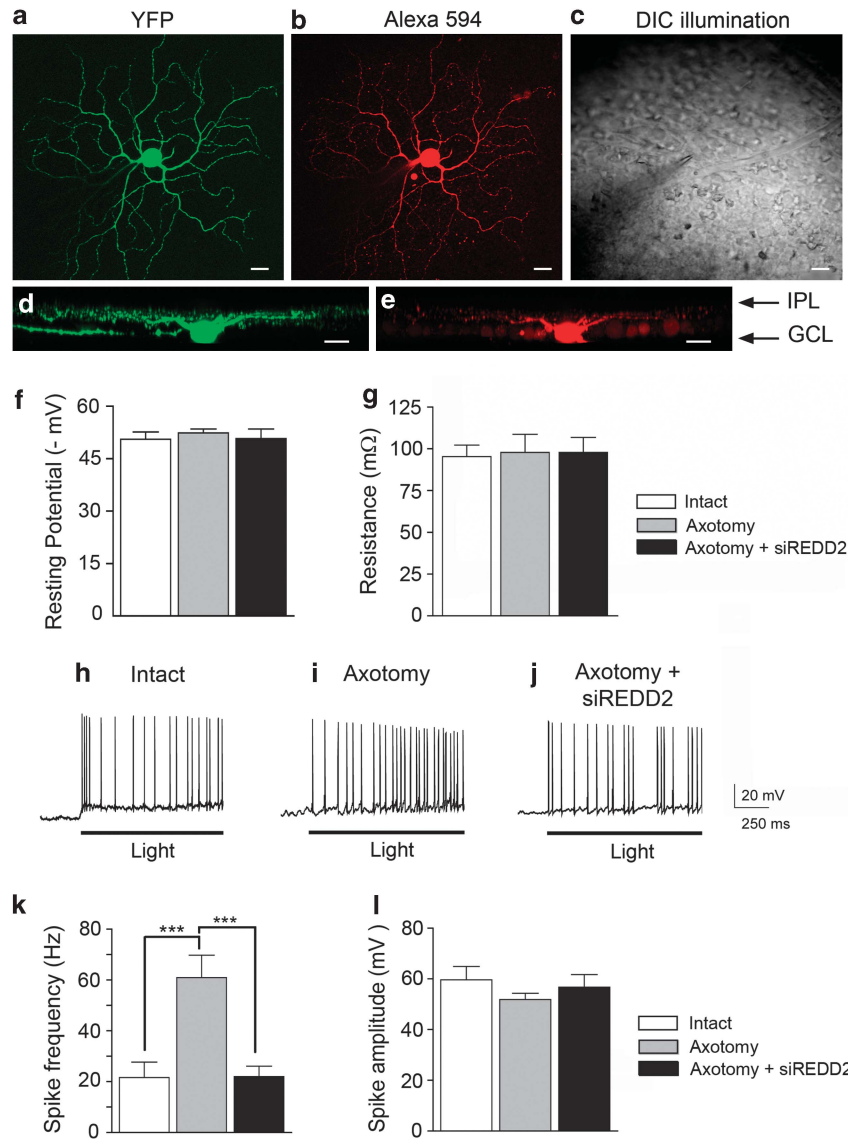 a YFP
b Alexa 594
c DIC illumination
d
e
IPL
GCL
f
Resting Potential (- mV)
60
45
30
15
0
g
Resistance (mΩ)
125
100
75
50
25
0
Intact
Axotomy
Axotomy + siREDD2
h Intact
i Axotomy
j Axotomy +
siREDD2
20 mV
250 ms
Light
Light
Light
k
Spike frequency (Hz)
80
60
40
20
0
***
***
l
Spike amplitude (mV )
80
60
40
20
0
Intact
Axotomy
Axotomy + siREDD2